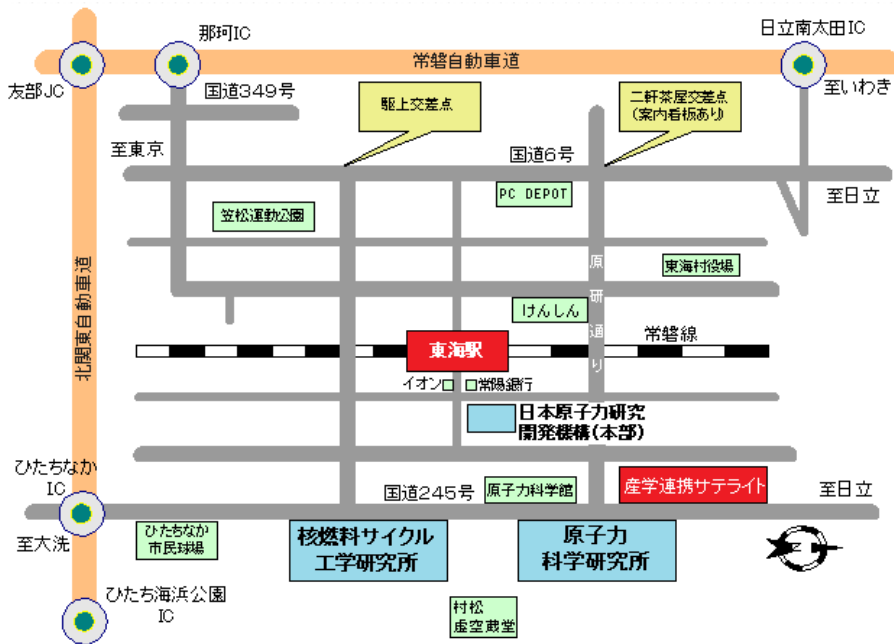 那珂IC
日立南太田IC
常磐自動車道
友部JC
国道349号
駆上交差点
二軒茶屋交差点
(案内看板あり)
至いわき
至東京
国道6号
PC DEPOT
至日立
笠松運動公園
北関東自動車道
原研通り
東海村役場
けんしん
東海駅
常磐線
イオン
常陽銀行
日本原子力研究
開発機構(本部)
ひたちなか
IC
国道245号
原子力科学館
産学連携サテライト
至日立
至大洗
ひたちなか
市民球場
核燃料サイクル
工学研究所
原子力
科学研究所
ひたち海浜公園
IC
村松
虚空蔵堂